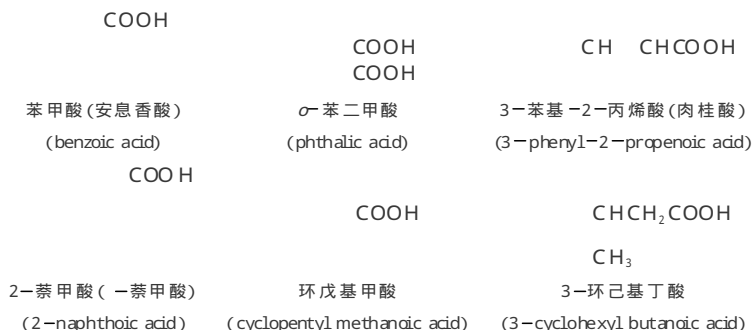 COOH
COOH
COOH
CH CHCOOH
苯甲酸(安息香酸)
o-苯二甲酸
3-苯基-2-丙烯酸(肉桂酸)
(benzoic acid)
(phthalic acid)
(3-phenyl-2-propenoic acid)
COOH
COOH
CHCH₂COOH
CH₃
2-萘甲酸( -萘甲酸)
环戊基甲酸
3-环己基丁酸
(2-naphthoic acid)
(cyclopentyl methanoic acid)
(3-cyclohexyl butanoic acid)